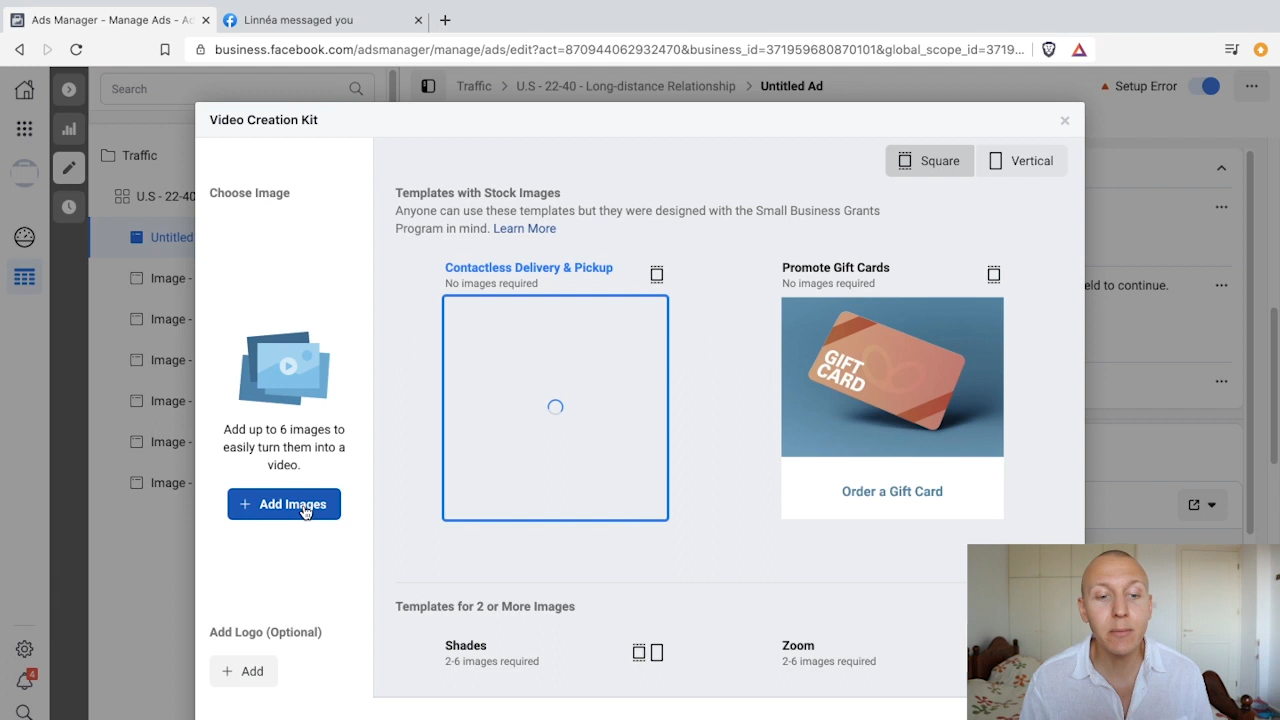 Ads Manager - Manage Ads - Ac
Linnéa messaged you
business.facebook.com/adsmanager/manage/ads/edit?act=870944062932470&business_id=371959680870101&global_scope_id=3719...
Search
Traffic > U.S - 22-40 - Long-distance Relationship > Untitled Ad
Setup Error
Video Creation Kit
Traffic
U.S - 22-40
Untitled
Image -
Image -
Image -
Image -
Image -
Image -
Choose Image
Add up to 6 images to
easily turn them into a
video.
+ Add Images
Add Logo (Optional)
+ Add
Square
Vertical
Templates with Stock Images
Anyone can use these templates but they were designed with the Small Business Grants
Program in mind. Learn More
Contactless Delivery & Pickup
No images required
Promote Gift Cards
No images required
GIFT
CARD
Order a Gift Card
Templates for 2 or More Images
Shades
2-6 images required
Zoom
2-6 images required
eld to continue.
4